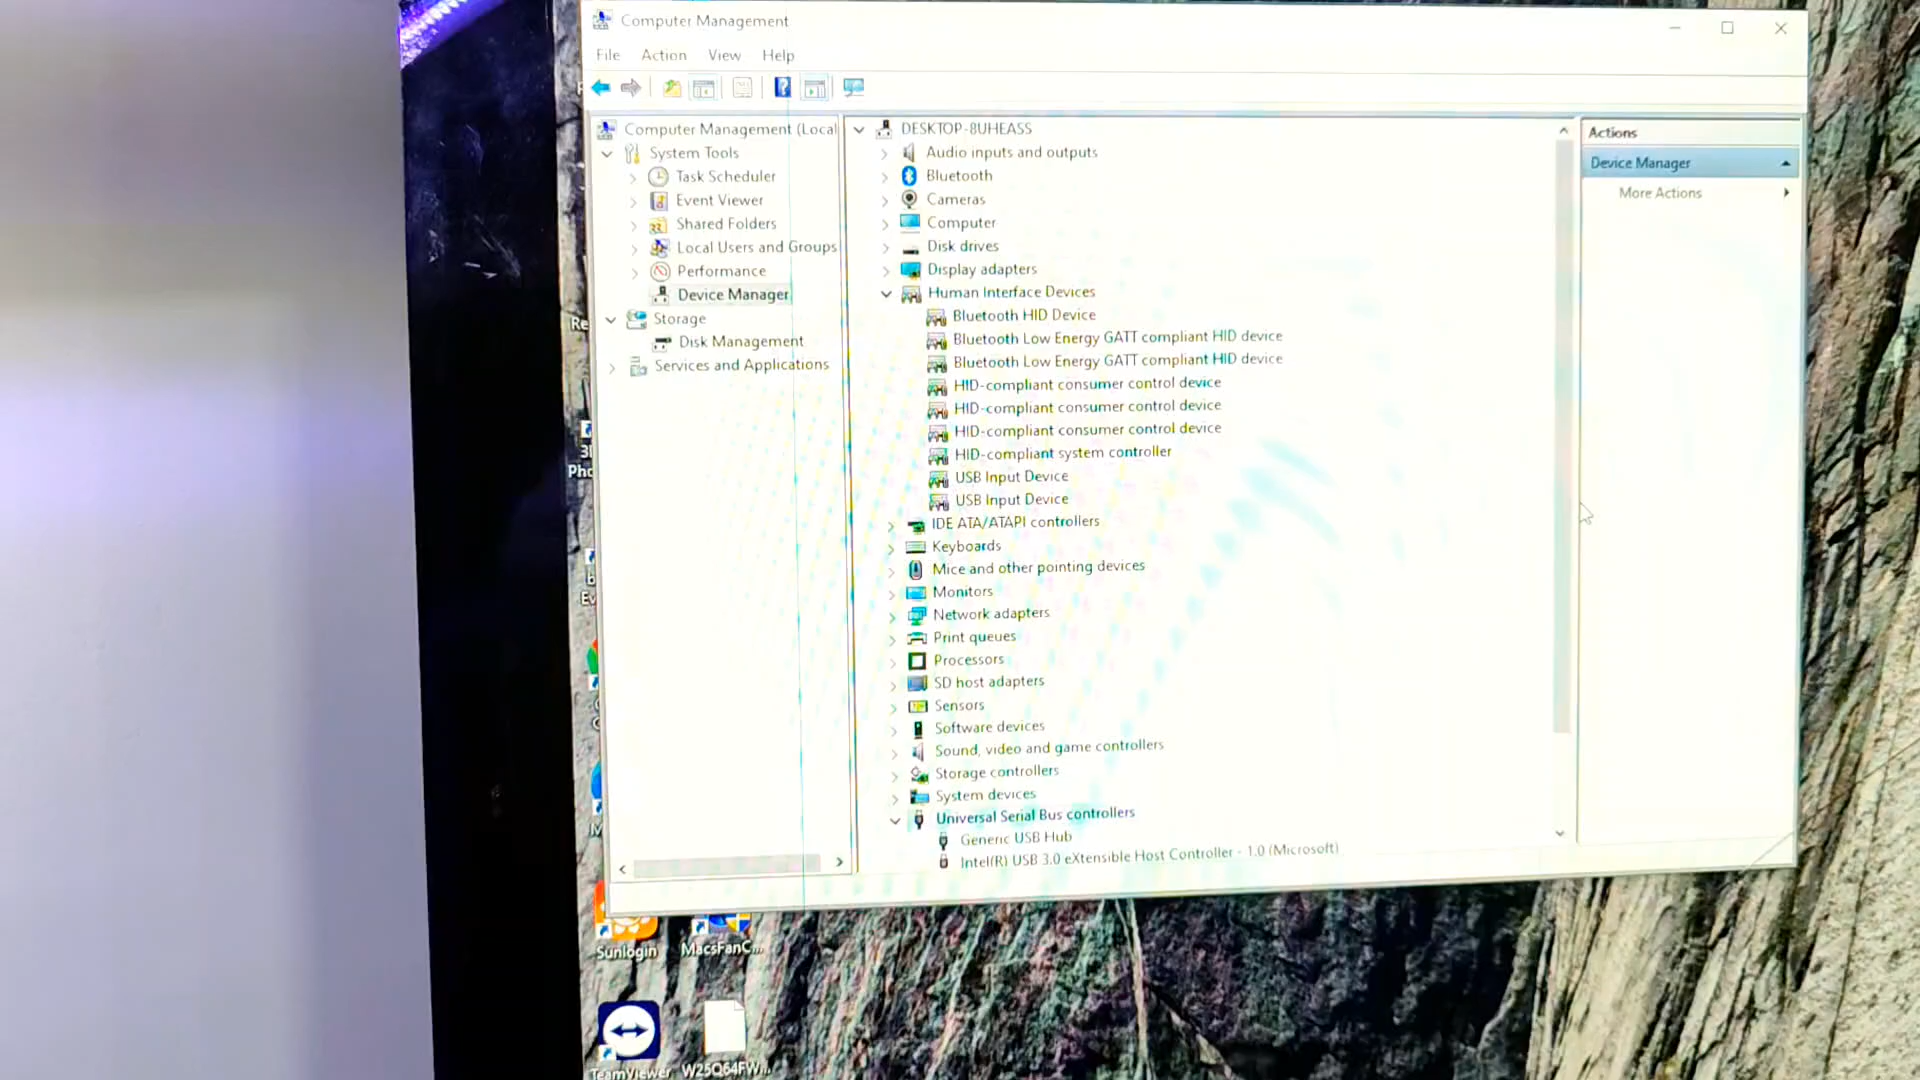 Computer Management
File Action View Help
Computer Management (Local
System Tools
Task Scheduler
Event Viewer
Shared Folders
Local Users and Groups
Performance
Device Manager
Storage
Disk Management
Services and Applications
DESKTOP-8UHEASS
Audio inputs and outputs
Bluetooth
Cameras
Computer
Disk drives
Display adapters
Human Interface Devices
Bluetooth HID Device
Bluetooth Low Energy GATT compliant HID device
Bluetooth Low Energy GATT compliant HID device
HID-compliant consumer control device
HID-compliant consumer control device
HID-compliant consumer control device
HID-compliant system controller
USB Input Device
USB Input Device
IDE ATA/ATAPI controllers
Keyboards
Mice and other pointing devices
Monitors
Network adapters
Print queues
Processors
SD host adapters
Sensors
Software devices
Sound, video and game controllers
Storage controllers
System devices
Universal Serial Bus controllers
Generic USB Hub
Intel(R) USB 3.0 eXtensible Host Controller - 1.0 (Microsoft)
Actions
Device Manager
More Actions
Re
Pho
Sunlogin
MacsFanC...
TeamViewer
W25Q64FW...